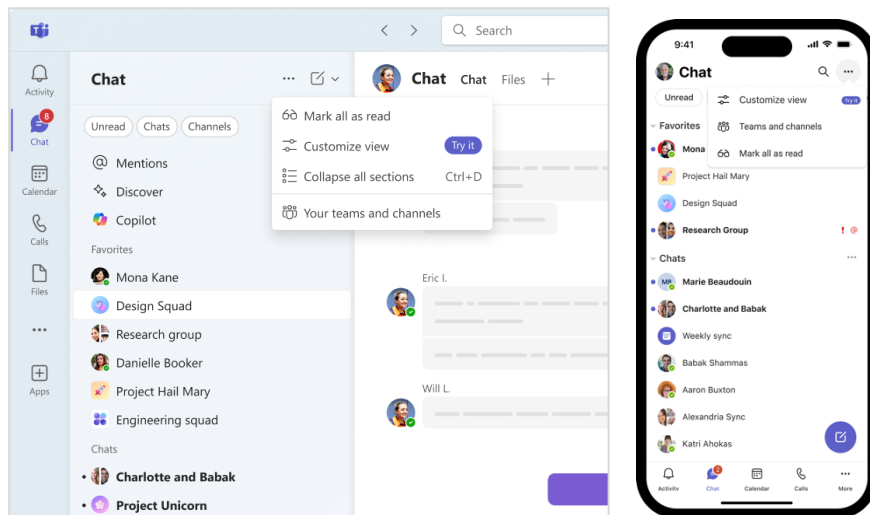 Search
Activity
8
Chat
Calendar
Calls
Files
Apps
Chat
Unread
Chats
Channels
Mentions
Discover
Copilot
Favorites
Mona Kane
Design Squad
Research group
Danielle Booker
Project Hail Mary
Engineering squad
Chats
Charlotte and Babak
Project Unicorn
Mark all as read
Customize view Try it
Collapse all sections Ctrl+D
Your teams and channels
Chat Chat Files
Eric I.
Will L.
9:41
Chat
Unread
Customize view Try it
Teams and channels
Mark all as read
Favorites
Mona
Project Hail Mary
Design Squad
Research Group ! @
Chats
MB Marie Beaudouin
Charlotte and Babak
Weekly sync
Babak Shammas
Aaron Buxton
Alexandria Sync
Katri Ahokas
2
Activity Chat Calendar Calls More